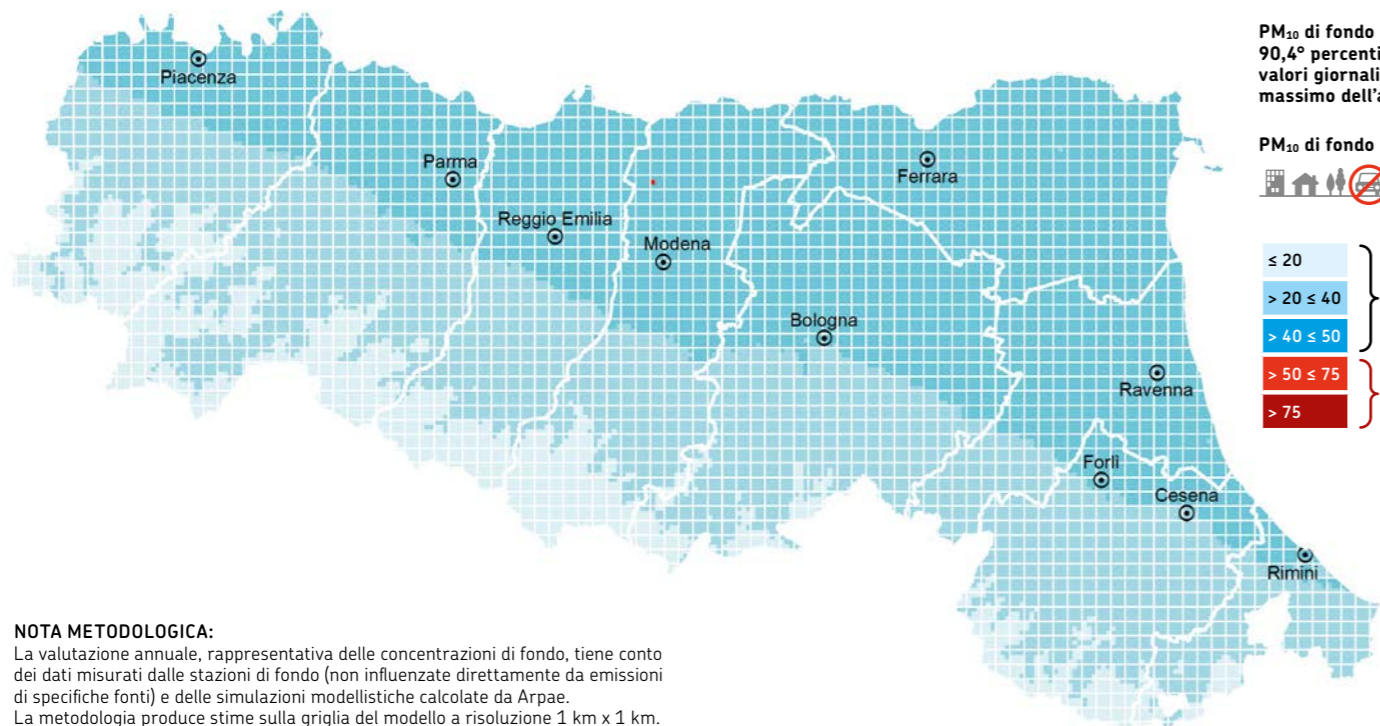 PM₁₀ di fondo
90,4° percenti
valori giornali
massimo dell'a
PM₁₀ di fondo
≤ 20
> 20 ≤ 40
> 40 ≤ 50
> 50 ≤ 75
> 75
Piacenza
Parma
Ferrara
Reggio Emilia
Modena
Bologna
Ravenna
Forlì
Cesena
Rimini
NOTA METODOLOGICA:
La valutazione annuale, rappresentativa delle concentrazioni di fondo, tiene conto
dei dati misurati dalle stazioni di fondo (non influenzate direttamente da emissioni
di specifiche fonti) e delle simulazioni modellistiche calcolate da Arpae.
La metodologia produce stime sulla griglia del modello a risoluzione 1 km x 1 km.